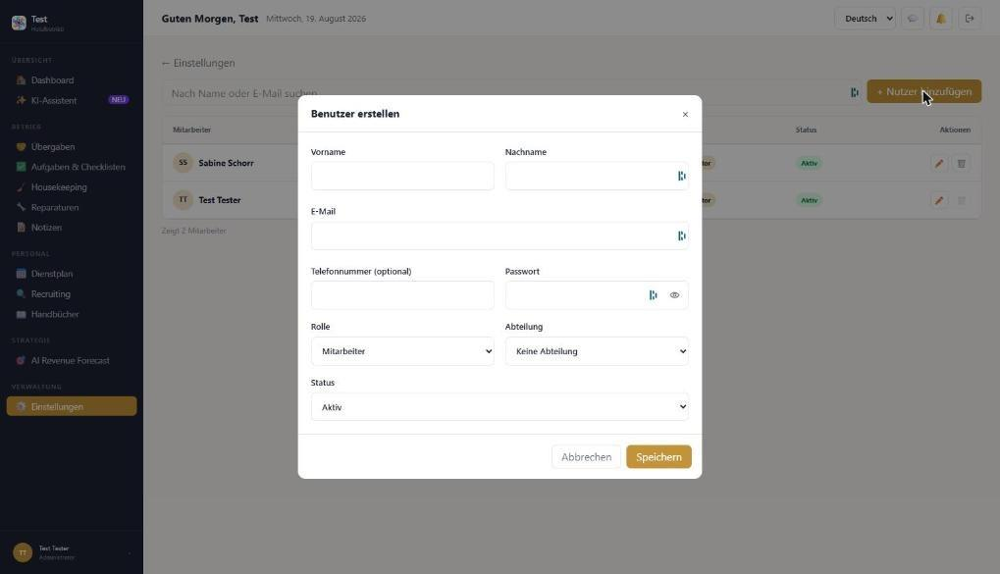 Test
Hotelbetrieb
ÜBERSICHT
Dashboard
KI-Assistent NEU
BETRIEB
Übergaben
Aufgaben & Checklisten
Housekeeping
Reparaturen
Notizen
PERSONAL
Dienstplan
Recruiting
Handbücher
STRATEGIE
AI Revenue Forecast
VERWALTUNG
Einstellungen
TT Test Tester
Administrator
Guten Morgen, Test Mittwoch, 19. August 2026
Deutsch
← Einstellungen
Nach Name oder E-Mail suchen
+ Nutzer hinzufügen
Mitarbeiter Status Aktionen
SS Sabine Schorr tor Aktiv
TT Test Tester tor Aktiv
Zeigt 2 Mitarbeiter
Benutzer erstellen ×
Vorname Nachname
E-Mail
Telefonnummer (optional) Passwort
Rolle Abteilung
Mitarbeiter Keine Abteilung
Status
Aktiv
Abbrechen Speichern